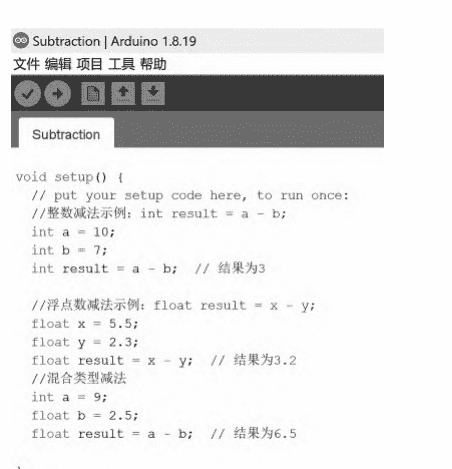 Subtraction | Arduino 1.8.19
文件 编辑 项目 工具 帮助
Subtraction
void setup() {
// put your setup code here, to run once:
//整数减法示例：int result = a - b;
int a = 10;
int b = 7;
int result = a - b;  // 结果为3
//浮点数减法示例：float result = x - y;
float x = 5.5;
float y = 2.3;
float result = x - y;  // 结果为3.2
//混合类型减法
int a = 9;
float b = 2.5;
float result = a - b;  // 结果为6.5